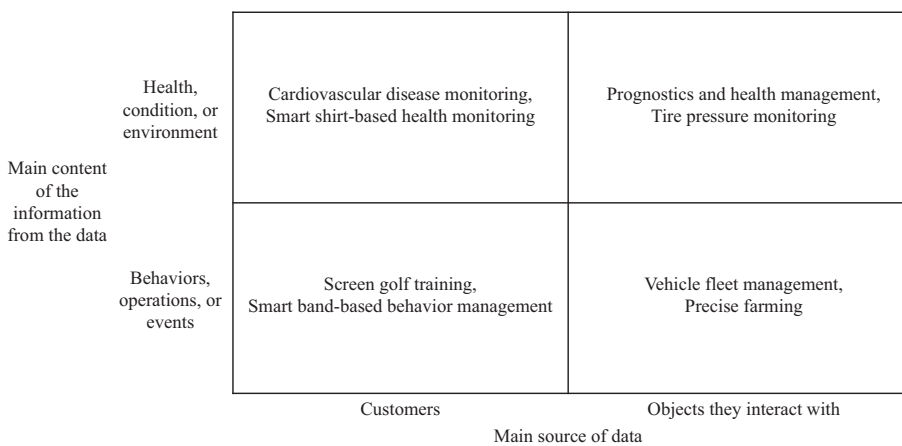 Main content
of the
information
from the data
Health,
condition, or
environment
Cardiovascular disease monitoring,
Smart shirt-based health monitoring
Prognostics and health management,
Tire pressure monitoring
Behaviors,
operations, or
events
Screen golf training,
Smart band-based behavior management
Vehicle fleet management,
Precise farming
Customers
Objects they interact with
Main source of data